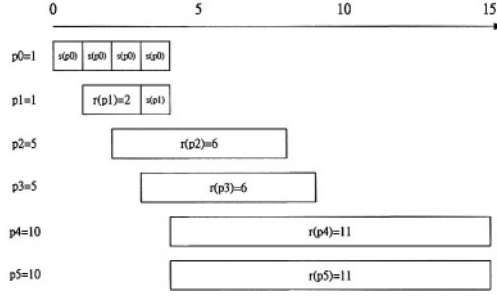 0 5 10 15
p0=1 s(p0) s(p0) s(p0) s(p0)
p1=1 r(p1)=2 s(p1)
p2=5 r(p2)=6
p3=5 r(p3)=6
p4=10 r(p4)=11
p5=10 r(p5)=11